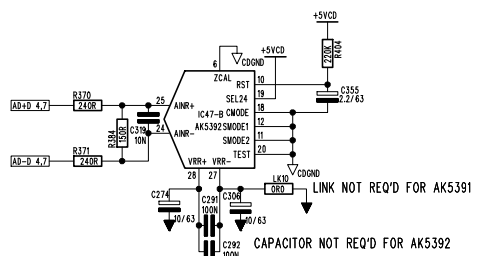 +5VCD
220K
R404
+5VCD
CDGND
6
ZCAL
10
RST
19
SEL24
C355
2.2/63
R370
25
AD+D 4,7
240R
AINR+
IC47-B
18
CMODE
R384
150R
C319
10N
24
AINR-
AK5392
12
SMODE1
11
SMODE2
R371
AD-D 4,7
240R
20
TEST
VRR+ VRR-
28 27
CDGND
LK10
0R0
LINK NOT REQ'D FOR AK5391
C274
10/63
C291
100N
C306
10/63
C292
100N
CAPACITOR NOT REQ'D FOR AK5392